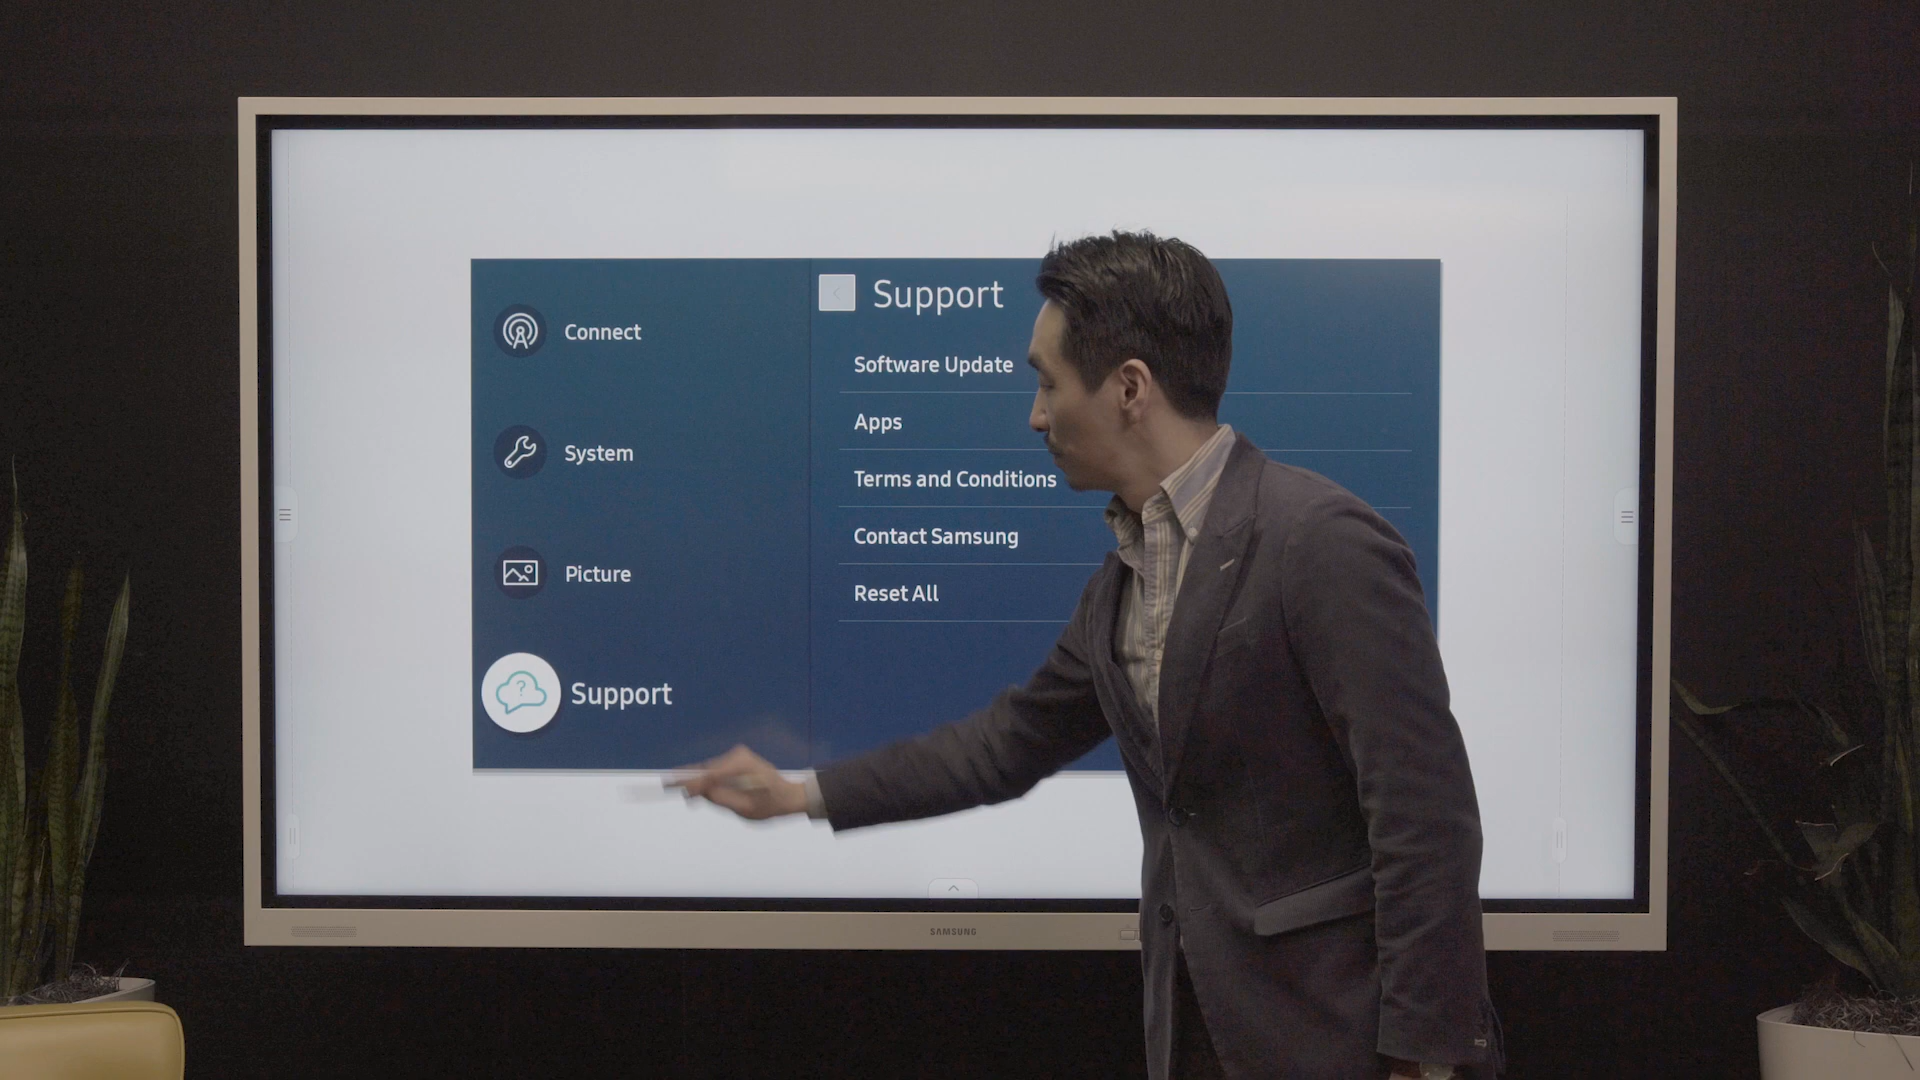 Connect
System
Picture
Support
Support
Software Update
Apps
Terms and Conditions
Contact Samsung
Reset All
SAMSUNG